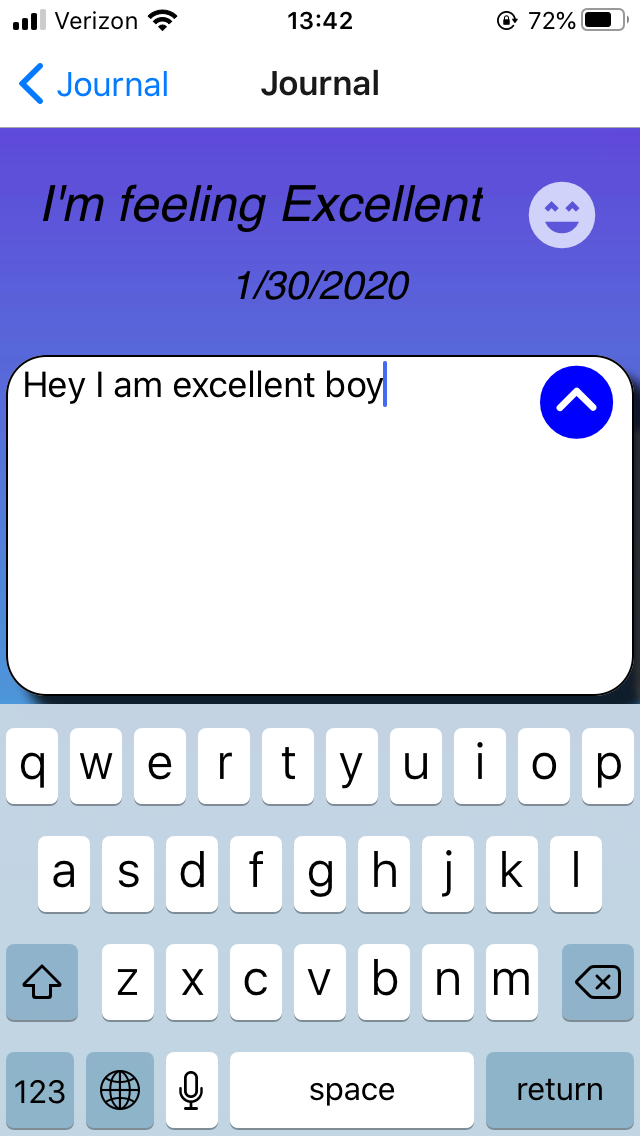 Verizon 13:42 72%
Journal Journal
I'm feeling Excellent
1/30/2020
Hey I am excellent boy
q w e r t y u i o p
a s d f g h j k l
z x c v b n m
123 space return